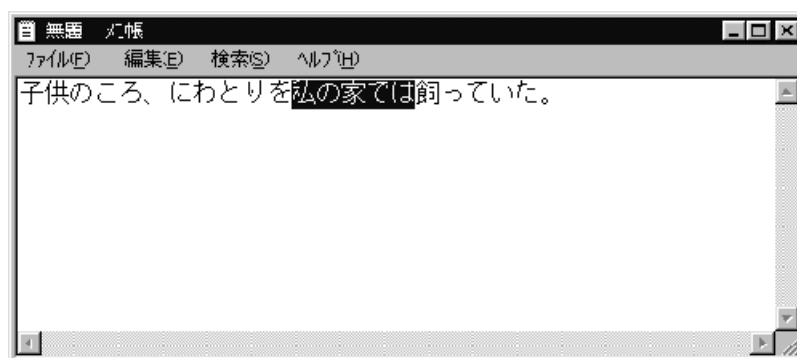 無題 - ﾒﾓ帳
ﾌｧｲﾙ(F) 編集(E) 検索(S) ﾍﾙﾌﾟ(H)
子供のころ、にわとりを私の家では飼っていた。